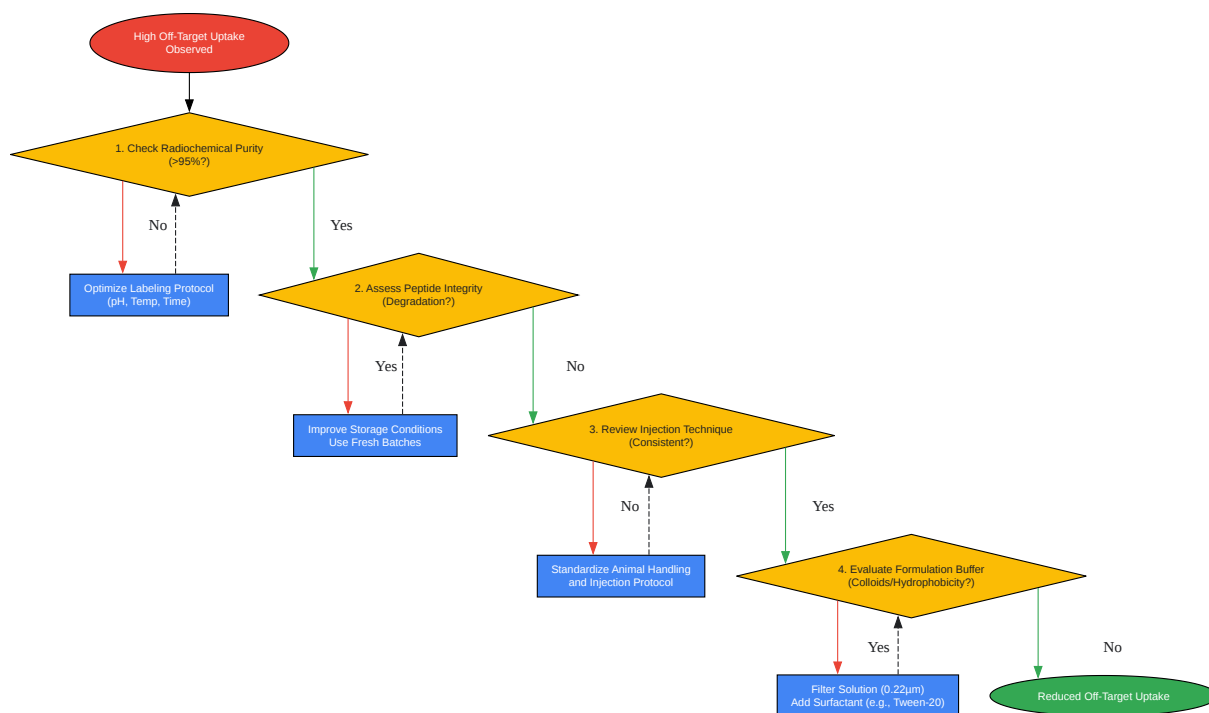 High Off-Target Uptake
Observed
1. Check Radiochemical Purity
(>95%?)
No
Yes
Optimize Labeling Protocol
(pH, Temp, Time)
2. Assess Peptide Integrity
(Degradation?)
Yes
No
Improve Storage Conditions
Use Fresh Batches
3. Review Injection Technique
(Consistent?)
No
Yes
Standardize Animal Handling
and Injection Protocol
4. Evaluate Formulation Buffer
(Colloids/Hydrophobicity?)
Yes
No
Filter Solution (0.22µm)
Add Surfactant (e.g., Tween-20)
Reduced Off-Target Uptake